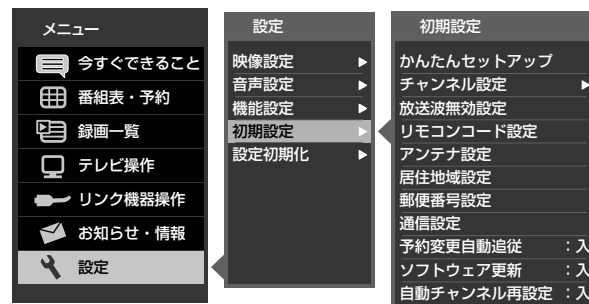 メニュー
今すぐできること
番組表・予約
録画一覧
テレビ操作
リンク機器操作
お知らせ・情報
設定
設定
映像設定
音声設定
機能設定
初期設定
設定初期化
初期設定
かんたんセットアップ
チャンネル設定
放送波無効設定
リモコンコード設定
アンテナ設定
居住地域設定
郵便番号設定
通信設定
予約変更自動追従 ：入
ソフトウェア更新 ：入
自動チャンネル再設定 ：入